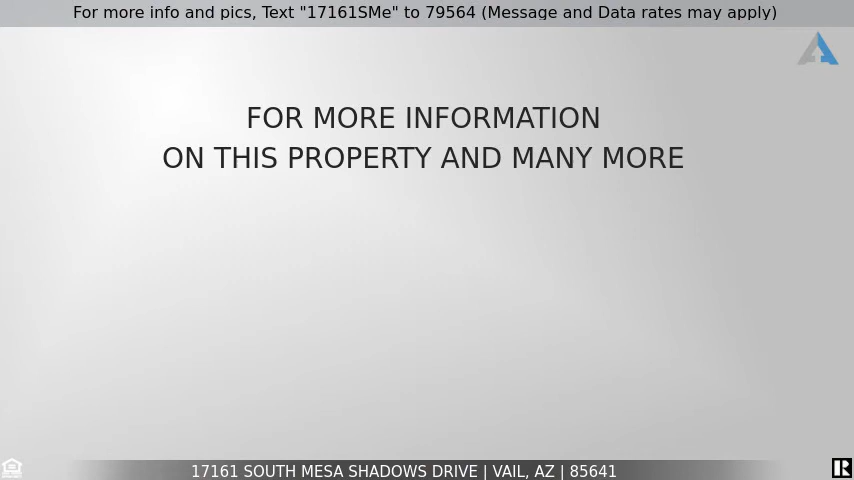 For more info and pics, Text "17161SMe" to 79564 (Message and Data rates may apply)
FOR MORE INFORMATION
ON THIS PROPERTY AND MANY MORE
17161 SOUTH MESA SHADOWS DRIVE | VAIL, AZ | 85641